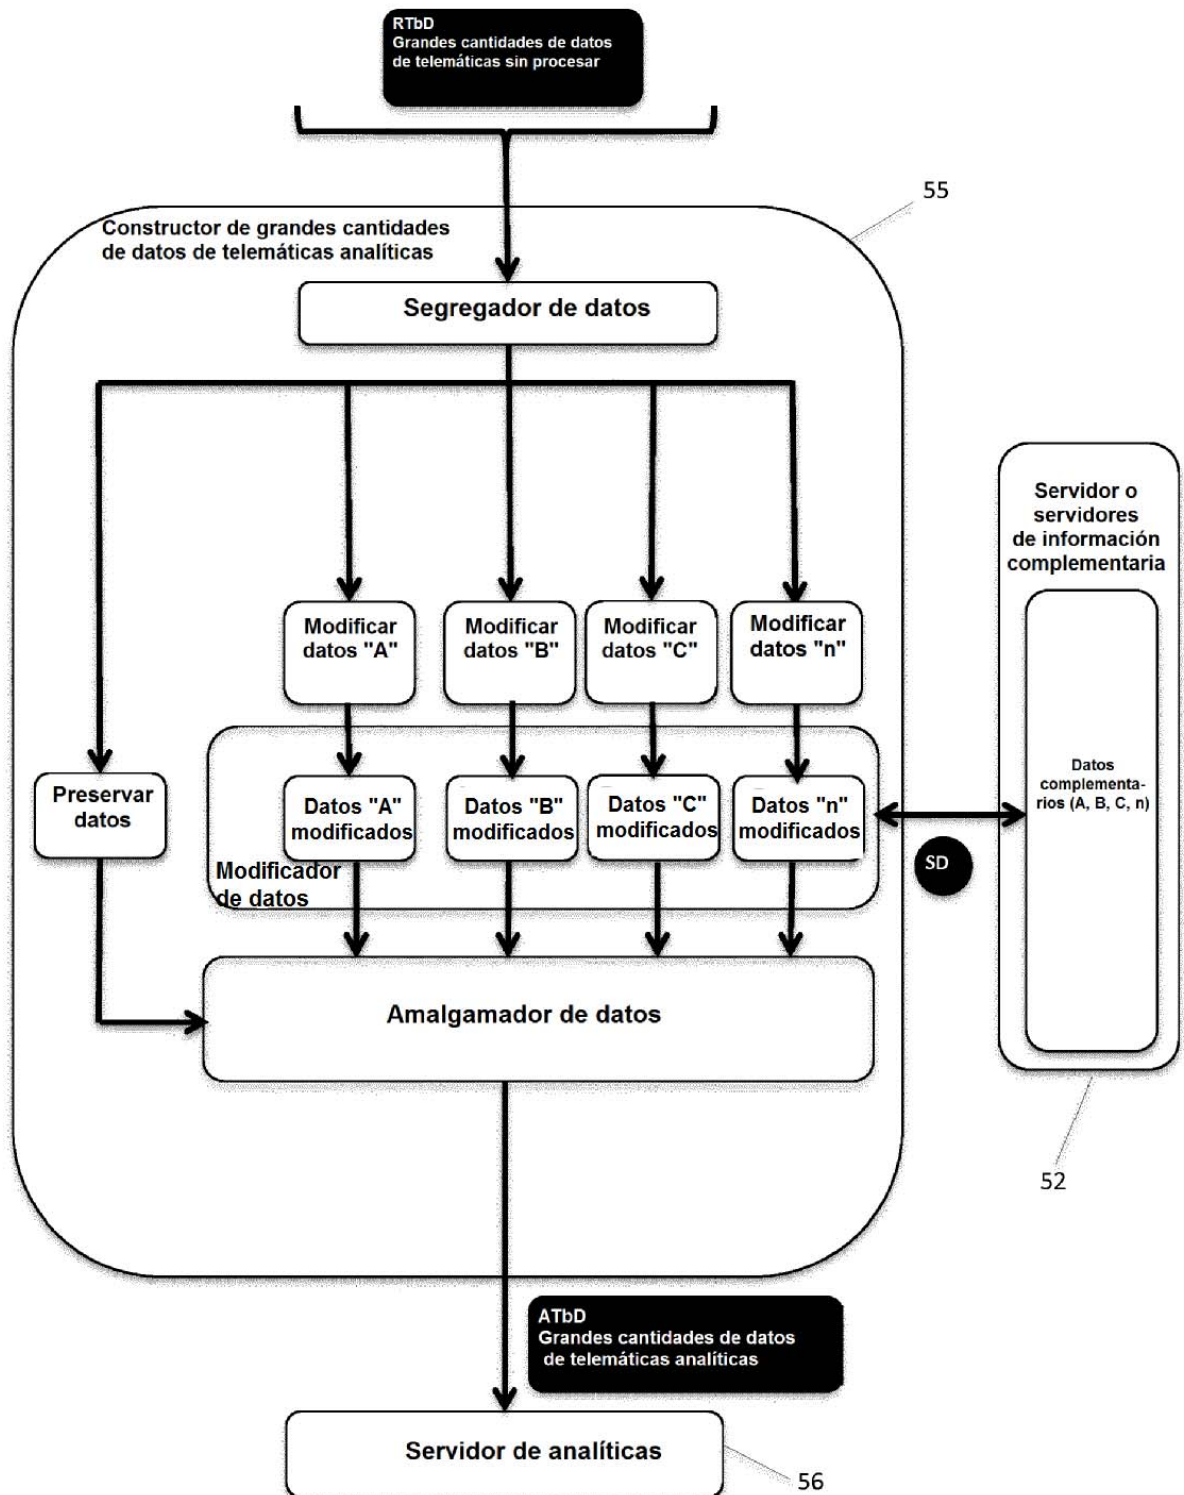 RTbD
Grandes cantidades de datos
de telemáticas sin procesar
55
Constructor de grandes cantidades
de datos de telemáticas analíticas
Segregador de datos
Servidor o
servidores
de información
complementaria
Modificar
datos "A"
Modificar
datos "B"
Modificar
datos "C"
Modificar
datos "n"
Preservar
datos
Datos "A"
modificados
Datos "B"
modificados
Datos "C"
modificados
Datos "n"
modificados
Datos
complementa-
rios (A, B, C, n)
SD
Modificador
de datos
Amalgamador de datos
52
ATbD
Grandes cantidades de datos
de telemáticas analíticas
Servidor de analíticas
56